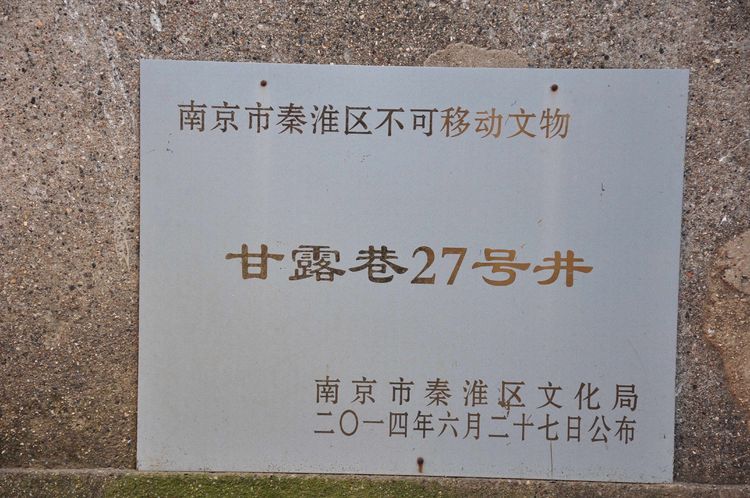 南京市秦淮区不可移动文物
甘露巷27号井
南京市秦淮区文化局
二〇一四年六月二十七日公布